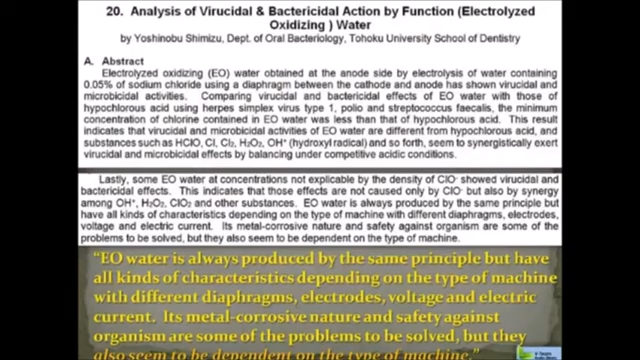 20. Analysis of Virucidal & Bactericidal Action by Function (Electrolyzed
Oxidizing ) Water
by Yoshinobu Shimizu, Dept. of Oral Bacteriology, Tohoku University School of Dentistry
A. Abstract
Electrolyzed oxidizing (EO) water obtained at the anode side by electrolysis of water containing
0.05% of sodium chloride using a diaphragm between the cathode and anode has shown virucidal and
microbicidal activities. Comparing virucidal and bactericidal effects of EO water with those of
hypochlorous acid using herpes simplex virus type 1, polio and streptococcus faecalis, the minimum
concentration of chlorine contained in EO water was less than that of hypochlorous acid. This result
indicates that virucidal and microbicidal activities of EO water are different from hypochlorous acid, and
substances such as HClO, Cl, Cl₂, H₂O₂, OH* (hydroxyl radical) and so forth, seem to synergistically exert
virucidal and microbicidal effects by balancing under competitive acidic conditions.
Lastly, some EO water at concentrations not explicable by the density of ClO⁻ showed virucidal and
bactericidal effects. This indicates that those effects are not caused only by ClO⁻ but also by synergy
among OH*, H₂O₂, ClO₂ and other substances. EO water is always produced by the same principle but
have all kinds of characteristics depending on the type of machine with different diaphragms, electrodes,
voltage and electric current. Its metal-corrosive nature and safety against organism are some of the
problems to be solved, but they also seem to be dependent on the type of machine.
“EO water is always produced by the same principle but have
all kinds of characteristics depending on the type of machine
with different diaphragms, electrodes, voltage and electric
current. Its metal-corrosive nature and safety against
organism are some of the problems to be solved, but they
also seem to be dependent on the type of machine.”